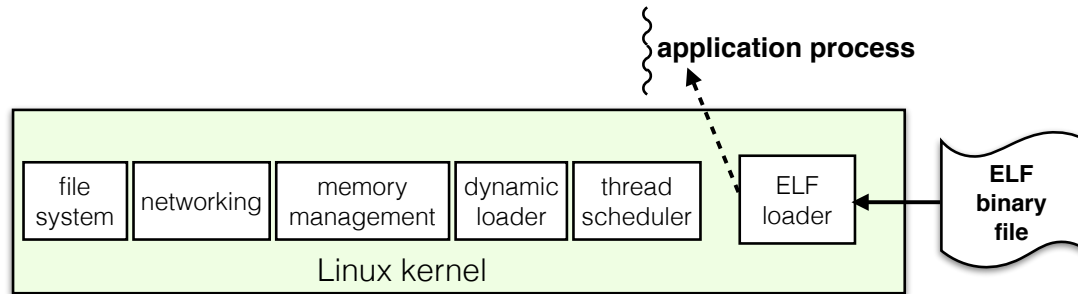 application process
file
system
networking
memory
management
dynamic
loader
thread
scheduler
ELF
loader
ELF
binary
file
Linux kernel